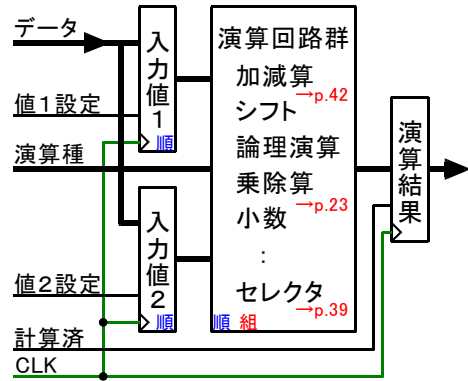 データ
値1設定
演算種
値2設定
計算済
CLK
入力値1
順
入力値2
順
演算回路群
加減算
→p.42
シフト
論理演算
乗除算
→p.23
小数
:
セレクタ
→p.39
順 組
演算結果